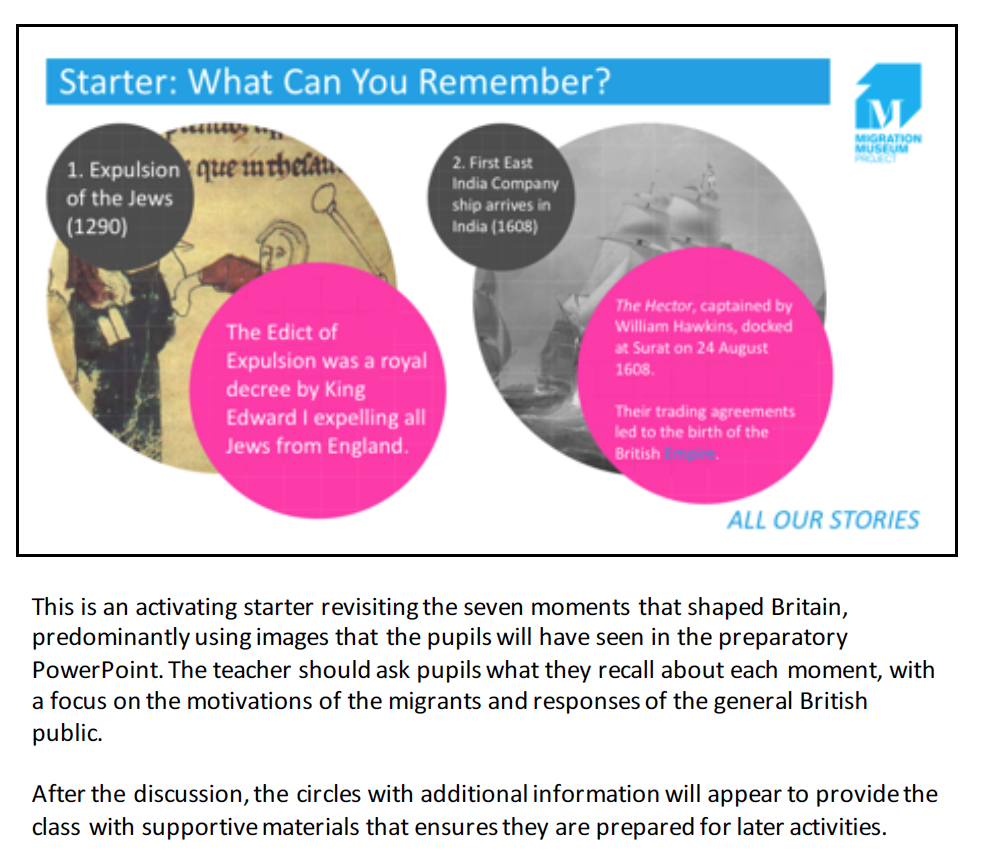 Starter: What Can You Remember?
M
MIGRATION
MUSEUM
PROJECT
1. Expulsion
of the Jews
(1290)
que in thesau
The Edict of
Expulsion was a royal
decree by King
Edward I expelling all
Jews from England.
2. First East
India Company
ship arrives in
India (1608)
The Hector, captained by
William Hawkins, docked
at Surat on 24 August
1608.
Their trading agreements
led to the birth of the
British Empire.
ALL OUR STORIES
This is an activating starter revisiting the seven moments that shaped Britain,
predominantly using images that the pupils will have seen in the preparatory
PowerPoint. The teacher should ask pupils what they recall about each moment, with
a focus on the motivations of the migrants and responses of the general British
public.
After the discussion, the circles with additional information will appear to provide the
class with supportive materials that ensures they are prepared for later activities.